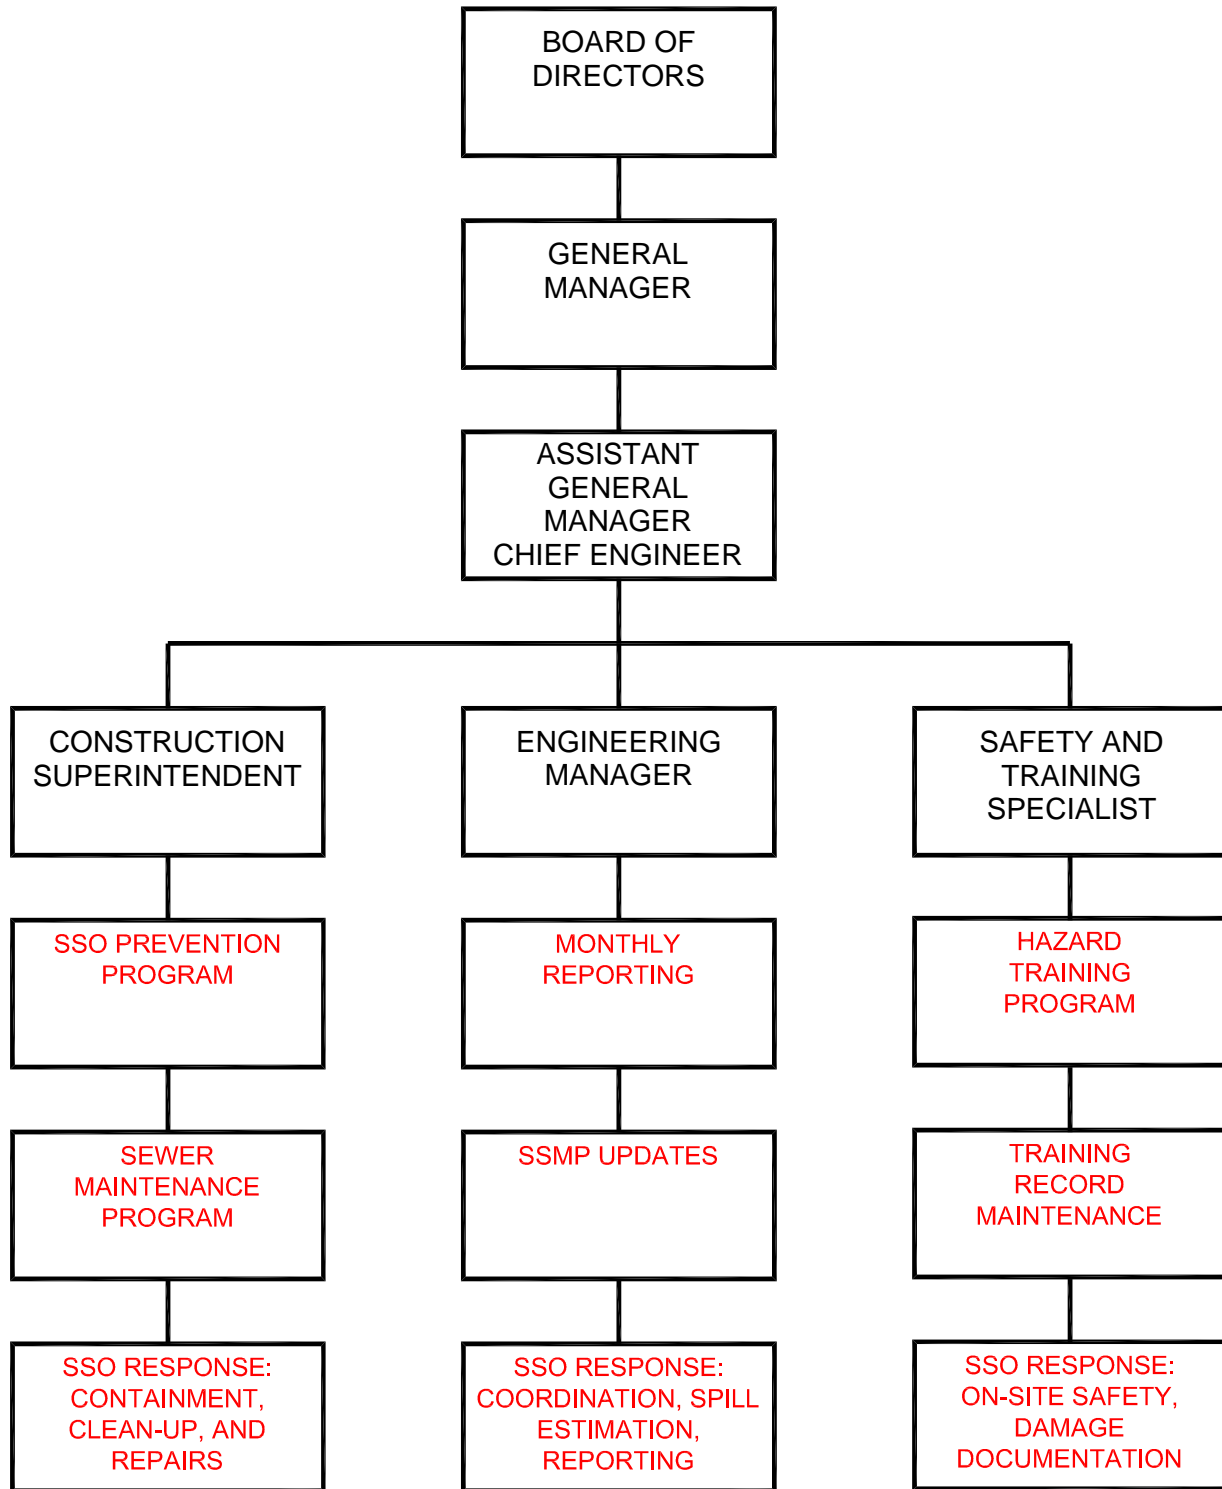 BOARD OF
DIRECTORS
GENERAL
MANAGER
ASSISTANT
GENERAL
MANAGER
CHIEF ENGINEER
CONSTRUCTION
SUPERINTENDENT
ENGINEERING
MANAGER
SAFETY AND
TRAINING
SPECIALIST
SSO PREVENTION
PROGRAM
MONTHLY
REPORTING
HAZARD
TRAINING
PROGRAM
SEWER
MAINTENANCE
PROGRAM
SSMP UPDATES
TRAINING
RECORD
MAINTENANCE
SSO RESPONSE:
CONTAINMENT,
CLEAN-UP, AND
REPAIRS
SSO RESPONSE:
COORDINATION, SPILL
ESTIMATION,
REPORTING
SSO RESPONSE:
ON-SITE SAFETY,
DAMAGE
DOCUMENTATION